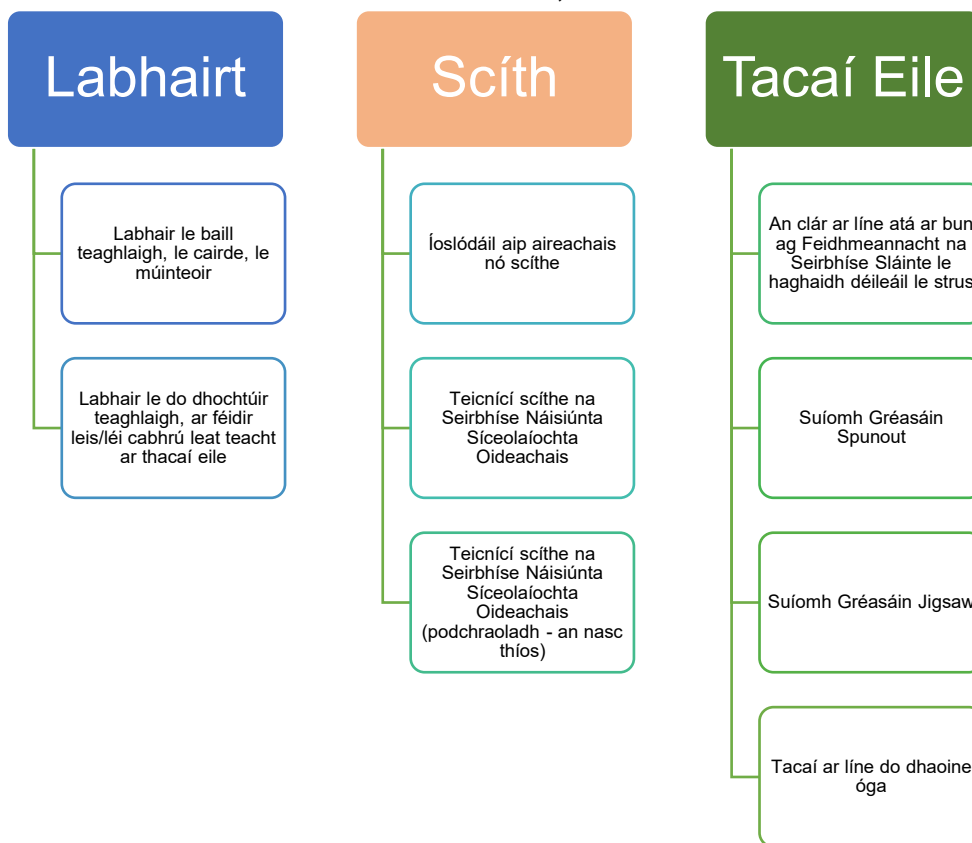 Labhairt
Labhair le baill
teaghlaigh, le cairde, le
múinteoir
Labhair le do dhochtúir
teaghlaigh, ar féidir
leis/léi cabhrú leat teacht
ar thacaí eile
Scíth
Íoslódáil aip aireachais
nó scíthe
Teicnící scíthe na
Seirbhíse Náisiúnta
Síceolaíochta
Oideachais
Teicnící scíthe na
Seirbhíse Náisiúnta
Síceolaíochta
Oideachais
(podchraoladh - an nasc
thíos)
Tacaí Eile
An clár ar líne atá ar bun
ag Feidhmeannacht na
Seirbhíse Sláinte le
haghaidh déileáil le strus
Suíomh Gréasáin
Spunout
Suíomh Gréasáin Jigsaw
Tacaí ar líne do dhaoine
óga